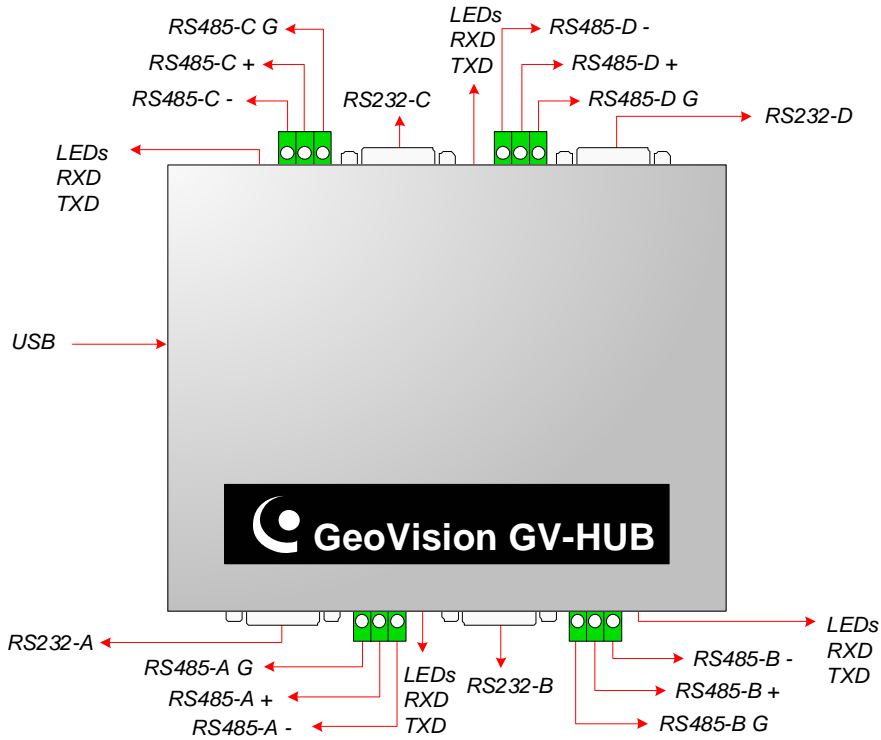 RS485-C G
RS485-C +
RS485-C -
RS232-C
LEDs
RXD
TXD
RS485-D -
RS485-D +
RS485-D G
RS232-D
LEDs
RXD
TXD
USB
GeoVision GV-HUB
RS232-A
RS485-A G
RS485-A +
RS485-A -
LEDs
RXD
TXD
RS232-B
RS485-B -
RS485-B +
RS485-B G
LEDs
RXD
TXD